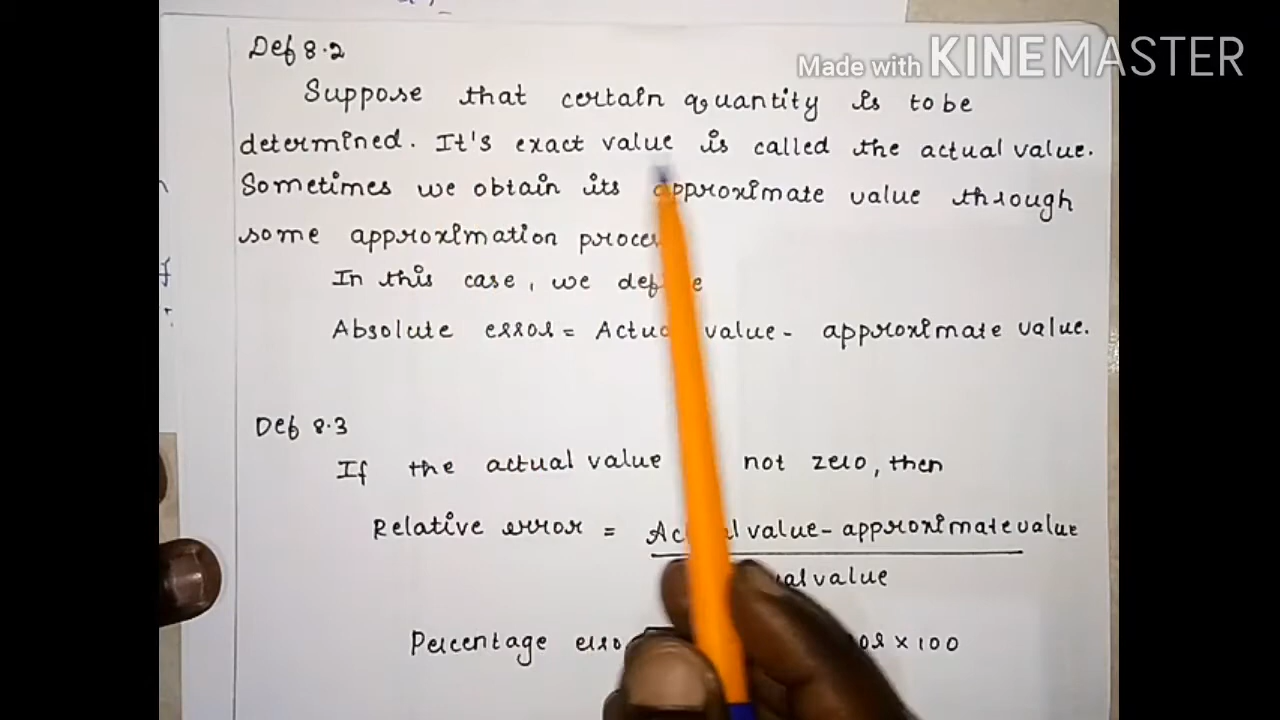 Def 8.2
Made with KINEMASTER
Suppose that certain quantity is to be
determined. It's exact value is called the actual value.
Sometimes we obtain its approximate value through
some approximation
In this case, we
Absolute error = value - approximate value.
Def 8.3
If the actual value not zero, then
Relative error = value - approximate value
value
Percentage × 100